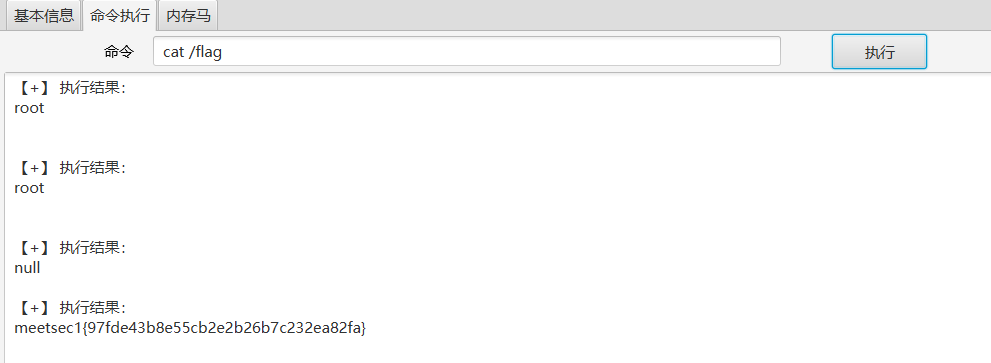 基本信息 命令执行 内存马
命令 cat /flag 执行
【+】 执行结果：
root
【+】 执行结果：
root
【+】 执行结果：
null
【+】 执行结果：
meetsec1{97fde43b8e55cb2e2b26b7c232ea82fa}